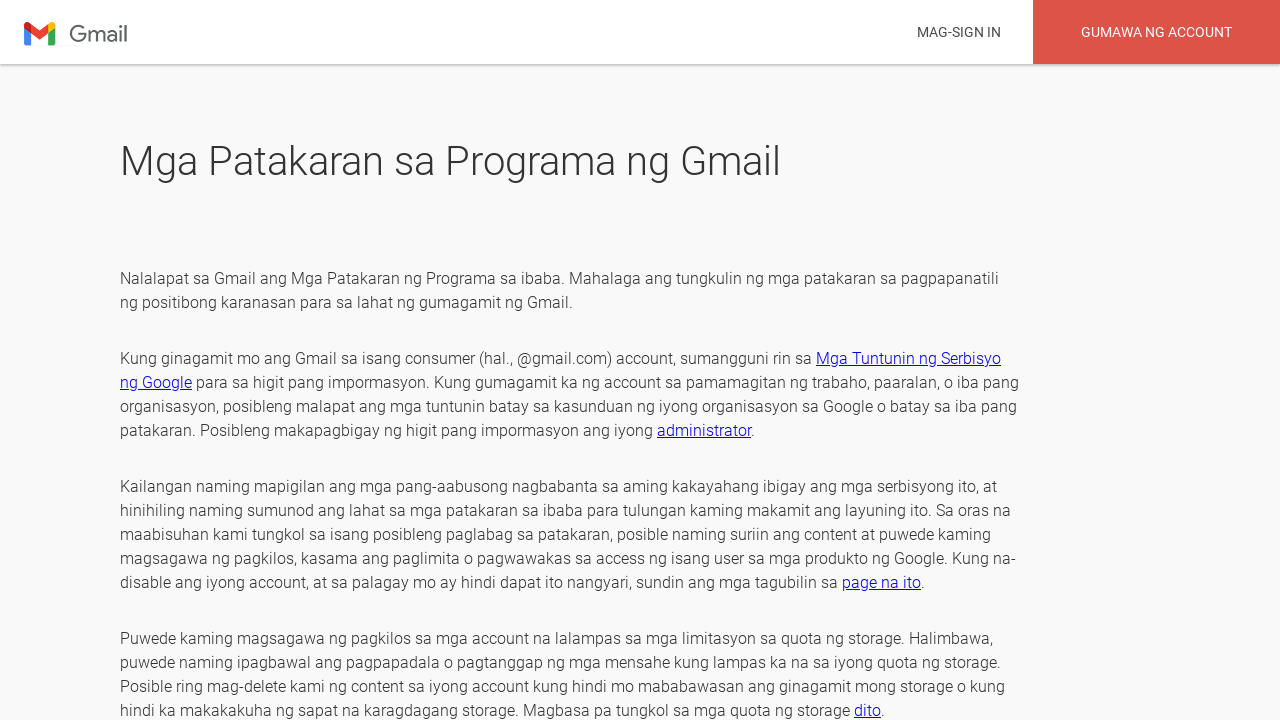 Gmail
MAG-SIGN IN
GUMAWA NG ACCOUNT
Mga Patakaran sa Programa ng Gmail
Nalalapat sa Gmail ang Mga Patakaran ng Programa sa ibaba. Mahalaga ang tungkulin ng mga patakaran sa pagpapanatili
ng positibong karanasan para sa lahat ng gumagamit ng Gmail.
Kung ginagamit mo ang Gmail sa isang consumer (hal., @gmail.com) account, sumangguni rin sa Mga Tuntunin ng Serbisyo
ng Google para sa higit pang impormasyon. Kung gumagamit ka ng account sa pamamagitan ng trabaho, paaralan, o iba pang
organisasyon, posibleng malapat ang mga tuntunin batay sa kasunduan ng iyong organisasyon sa Google o batay sa iba pang
patakaran. Posibleng makapagbigay ng higit pang impormasyon ang iyong administrator.
Kailangan naming mapigilan ang mga pang-aabusong nagbabanta sa aming kakayahang ibigay ang mga serbisyong ito, at
hinihiling naming sumunod ang lahat sa mga patakaran sa ibaba para tulungan kaming makamit ang layuning ito. Sa oras na
maabisuhan kami tungkol sa isang posibleng paglabag sa patakaran, posible naming suriin ang content at puwede kaming
magsagawa ng pagkilos, kasama ang paglimita o pagwawakas sa access ng isang user sa mga produkto ng Google. Kung na-
disable ang iyong account, at sa palagay mo ay hindi dapat ito nangyari, sundin ang mga tagubilin sa page na ito.
Puwede kaming magsagawa ng pagkilos sa mga account na lalampas sa mga limitasyon sa quota ng storage. Halimbawa,
puwede naming ipagbawal ang pagpapadala o pagtanggap ng mga mensahe kung lampas ka na sa iyong quota ng storage.
Posible ring mag-delete kami ng content sa iyong account kung hindi mo mababawasan ang ginagamit mong storage o kung
hindi ka makakakuha ng sapat na karagdagang storage. Magbasa pa tungkol sa mga quota ng storage dito.